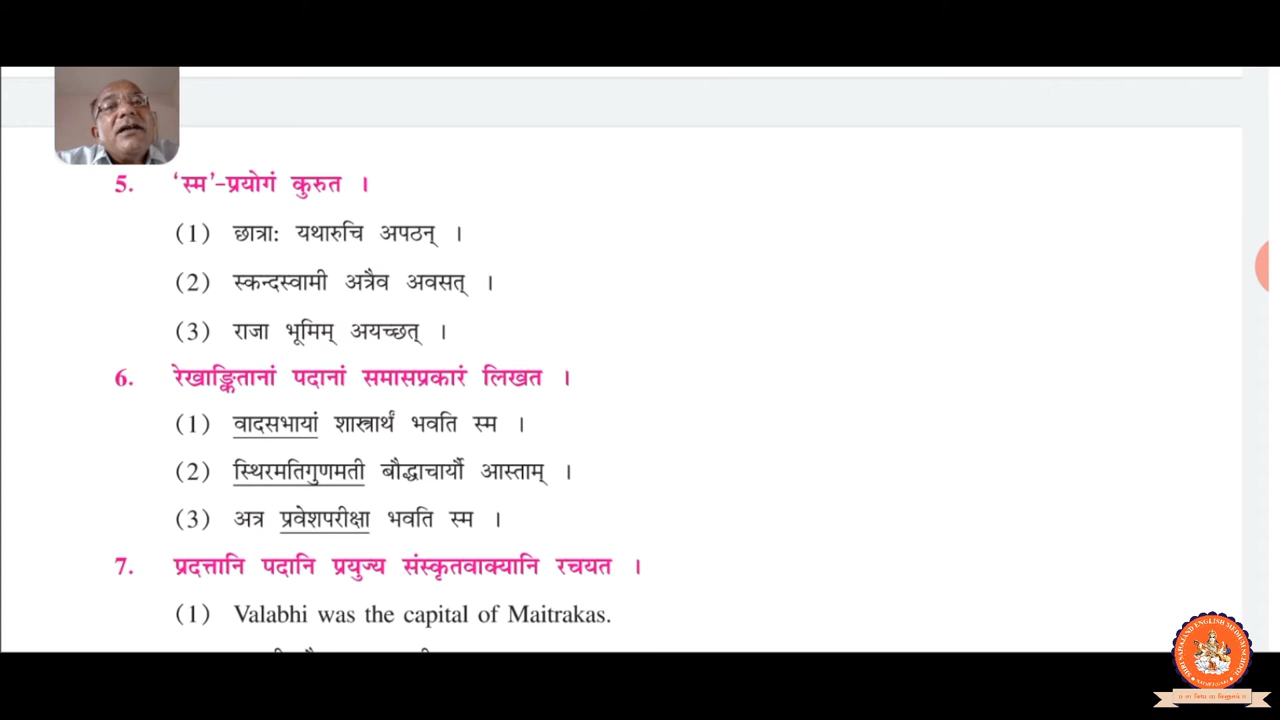 5. ‘स्म’-प्रयोगं कुरुत ।
(1) छात्राः यथारुचि अपठन् ।
(2) स्कन्दस्वामी अत्रैव अवसत् ।
(3) राजा भूमिम् अयच्छत् ।
6. रेखाङ्कितानां पदानां समासप्रकारं लिखत ।
(1) वादसभायां शास्त्रार्थं भवति स्म ।
(2) स्थिरमतिगुणमती बौद्धाचार्यौ आस्ताम् ।
(3) अत्र प्रवेशपरीक्षा भवति स्म ।
7. प्रदत्तानि पदानि प्रयुज्य संस्कृतवाक्यानि रचयत ।
(1) Valabhi was the capital of Maitrakas.